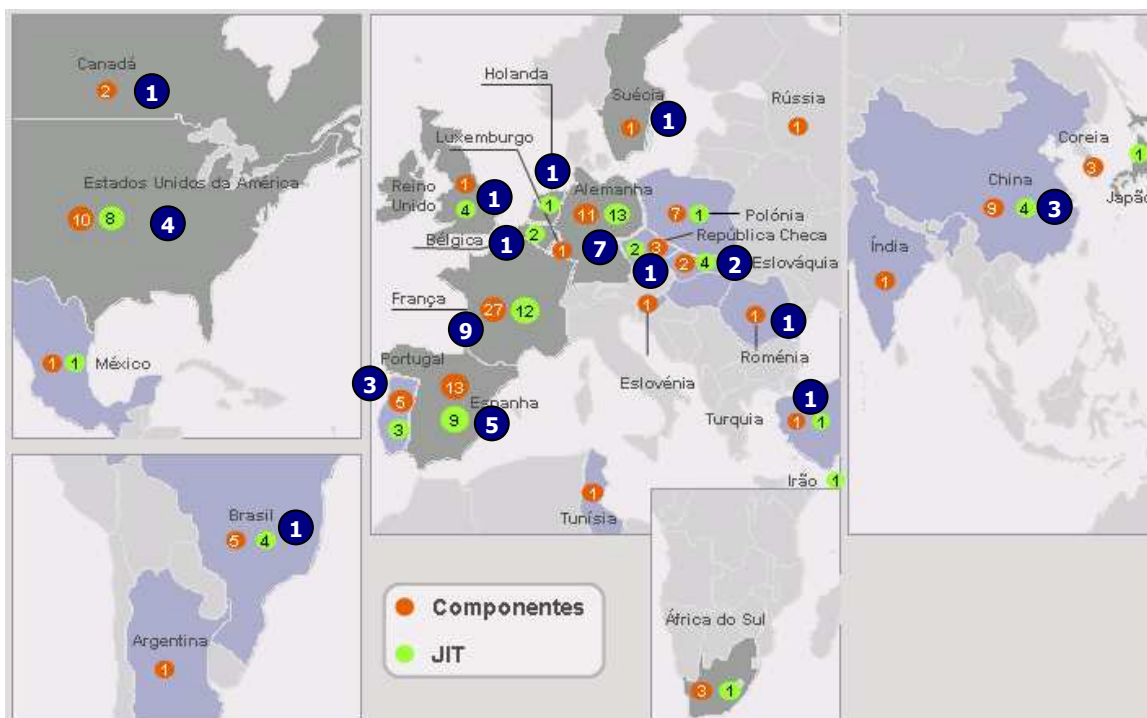 Canadá
2 1
Estados Unidos da América
10 8 4
1 1 México
Brasil
5 4 1
Argentina
1
Holanda
Suécia
1 1
Rússia
1
Luxemburgo
1
Reino
Unido
1
4
1
1
Alemanha
11 13
7
7 1 Polónia
Bélgica
1 2
1
República Checa
2 3
1
2 4 2 Eslováquia
França
27 12
9
1
Eslovénia
1 1
Roménia
Portugal
3
5
3
13
Espanha
9 5
Turquia
1
1 1
Irão 1
1
Tunísia
Componentes
JIT
África do Sul
3 1
China
9 4 3
Coreia
3
1
Japão
Índia
1